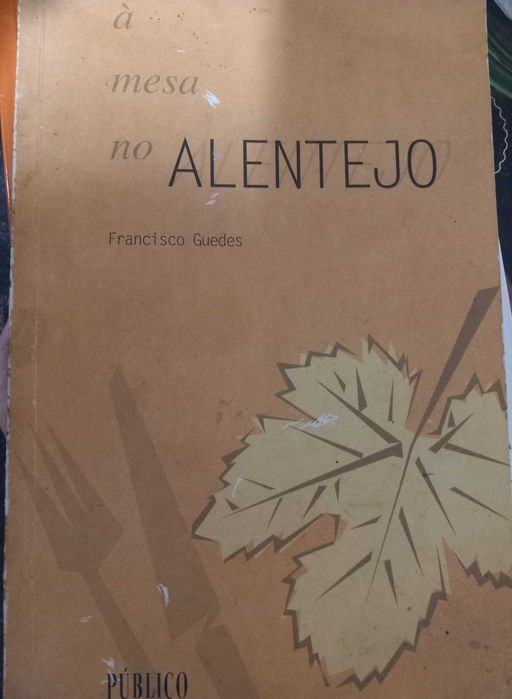 à
mesa
no ALENTEJO
Francisco Guedes
PÚBLICO